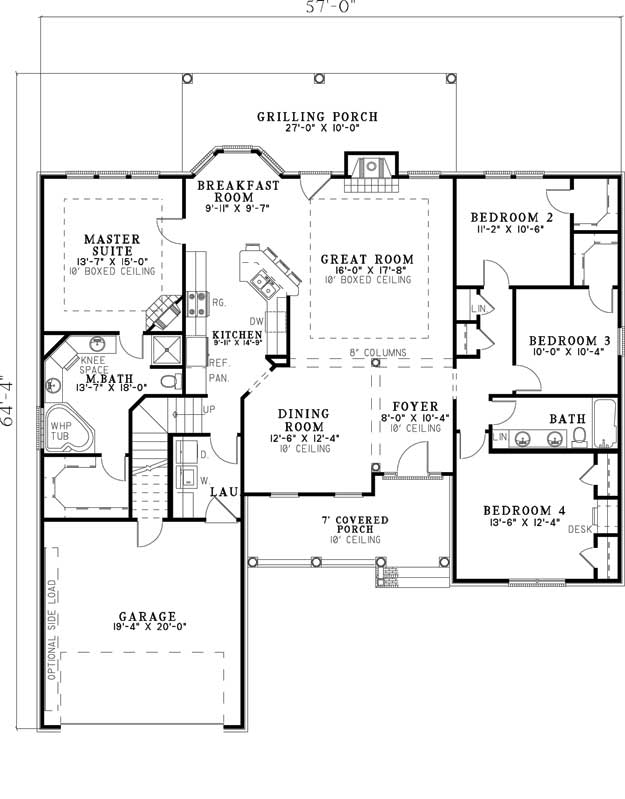 57'-0"
64'-4"
GRILLING PORCH
27'-0" X 10'-0"
BREAKFAST
ROOM
9'-11" X 9'-7"
MASTER
SUITE
13'-7" X 15'-0"
10' BOXED CEILING
GREAT ROOM
16'-0" X 17'-8"
10' BOXED CEILING
BEDROOM 2
11'-2" X 10'-6"
LIN
BEDROOM 3
10'-0" X 10'-4"
RG.
DW
KITCHEN
9'-11" X 14'-9"
REF.
PAN.
8" COLUMNS
KNEE
SPACE
M.BATH
13'-7" X 18'-0"
WHP
TUB
UP
DINING
ROOM
12'-6" X 12'-4"
10' CEILING
FOYER
8'-0" X 10'-4"
10' CEILING
BATH
LIN
D.
W.
LAU.
7' COVERED
PORCH
10' CEILING
BEDROOM 4
13'-6" X 12'-4"
DESK
GARAGE
19'-4" X 20'-0"
OPTIONAL SIDE LOAD